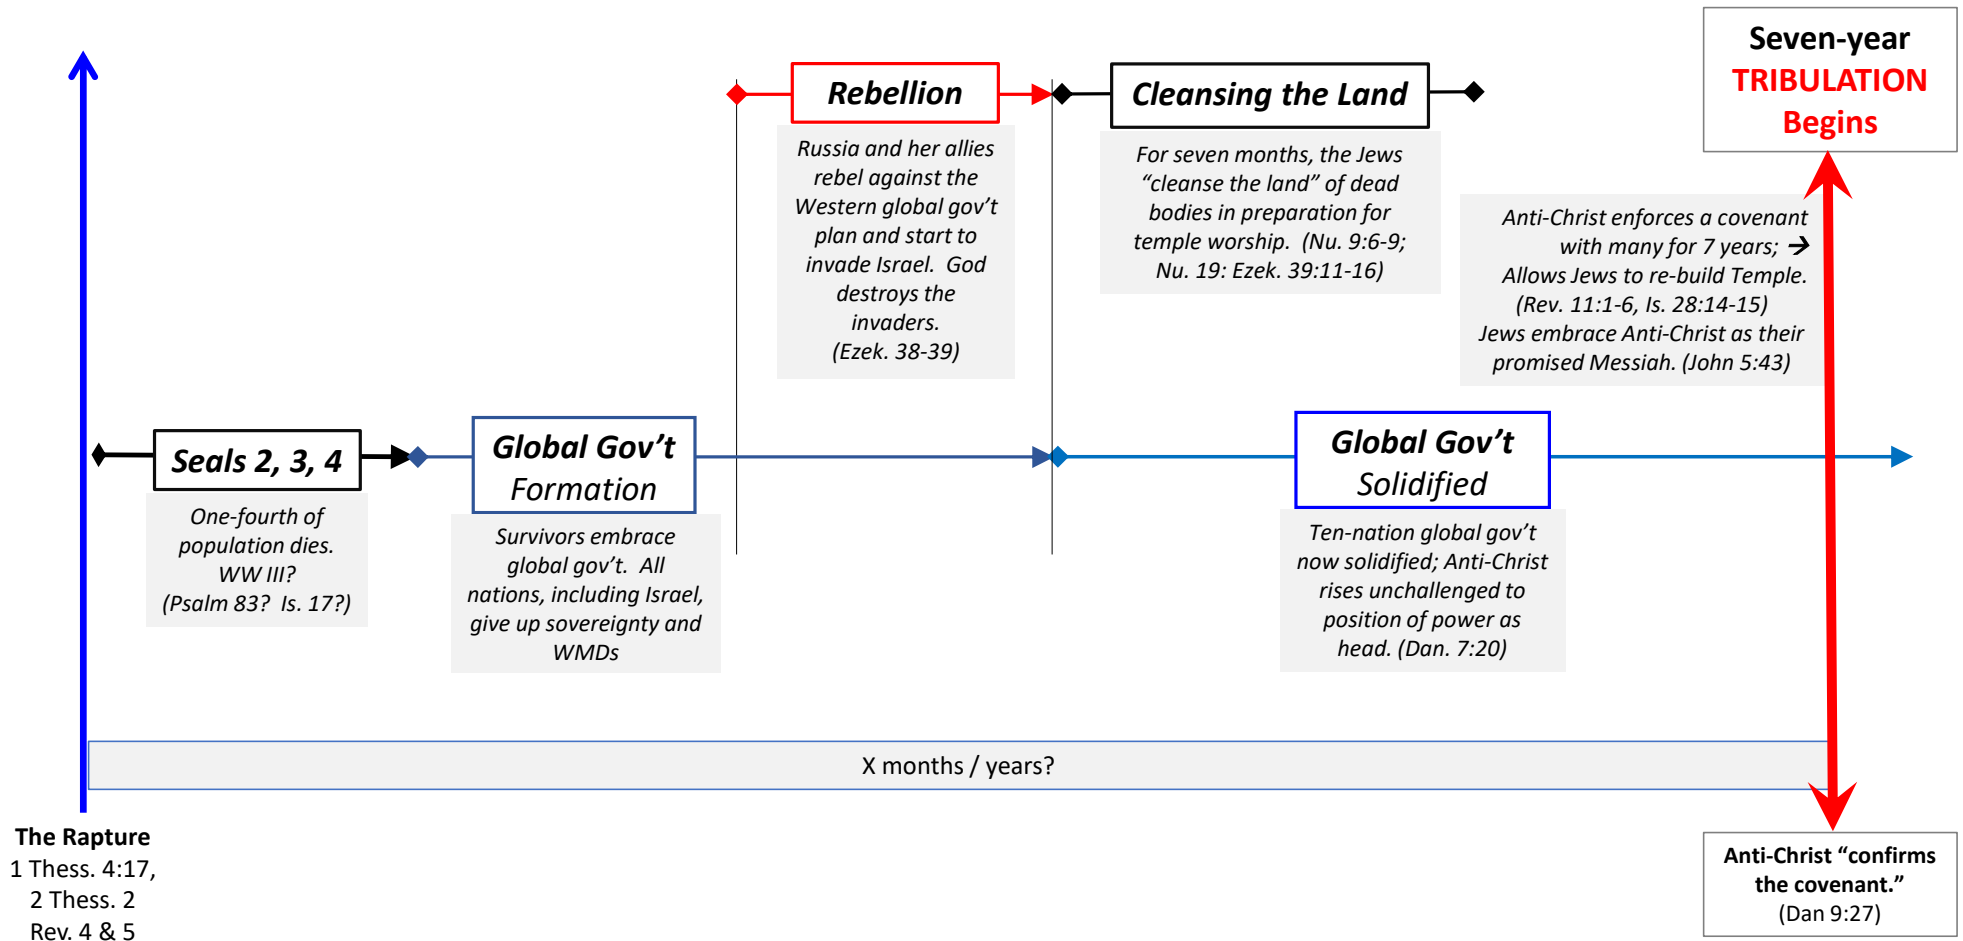 Seven-year
TRIBULATION
Begins
Rebellion
Russia and her allies
rebel against the
Western global gov’t
plan and start to
invade Israel.  God
destroys the
invaders.
(Ezek. 38-39)
Cleansing the Land
For seven months, the Jews
“cleanse the land” of dead
bodies in preparation for
temple worship.  (Nu. 9:6-9;
Nu. 19: Ezek. 39:11-16)
Anti-Christ enforces a covenant
with many for 7 years; →
Allows Jews to re-build Temple.
(Rev. 11:1-6, Is. 28:14-15)
Jews embrace Anti-Christ as their
promised Messiah. (John 5:43)
Seals 2, 3, 4
One-fourth of
population dies.
WW III?
(Psalm 83?  Is. 17?)
Global Gov’t
Formation
Survivors embrace
global gov’t.  All
nations, including Israel,
give up sovereignty and
WMDs
Global Gov’t
Solidified
Ten-nation global gov’t
now solidified; Anti-Christ
rises unchallenged to
position of power as
head. (Dan. 7:20)
X months / years?
The Rapture
1 Thess. 4:17,
2 Thess. 2
Rev. 4 & 5
Anti-Christ “confirms
the covenant.”
(Dan 9:27)